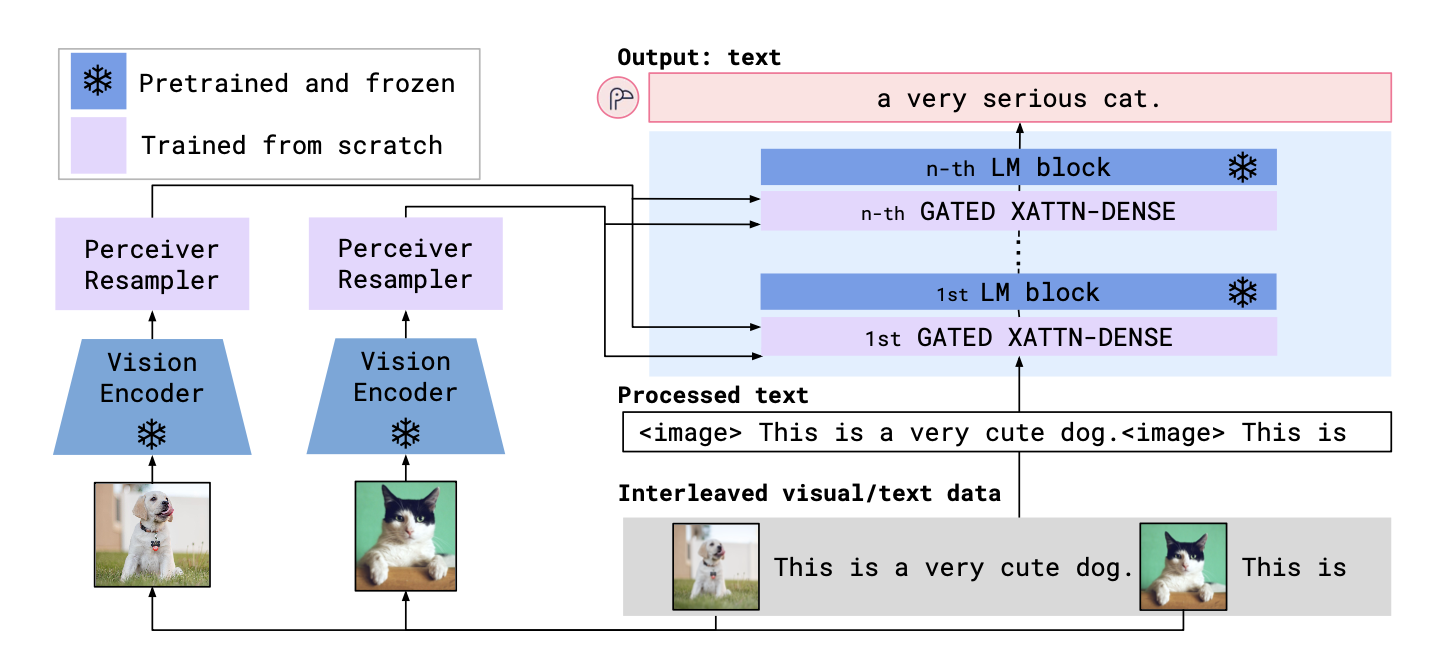 Pretrained and frozen
Trained from scratch
Output: text
a very serious cat.
n-th LM block
n-th GATED XATTN-DENSE
1st LM block
1st GATED XATTN-DENSE
Perceiver
Resampler
Perceiver
Resampler
Vision
Encoder
Vision
Encoder
Processed text
<image> This is a very cute dog.<image> This is
Interleaved visual/text data
This is a very cute dog.
This is